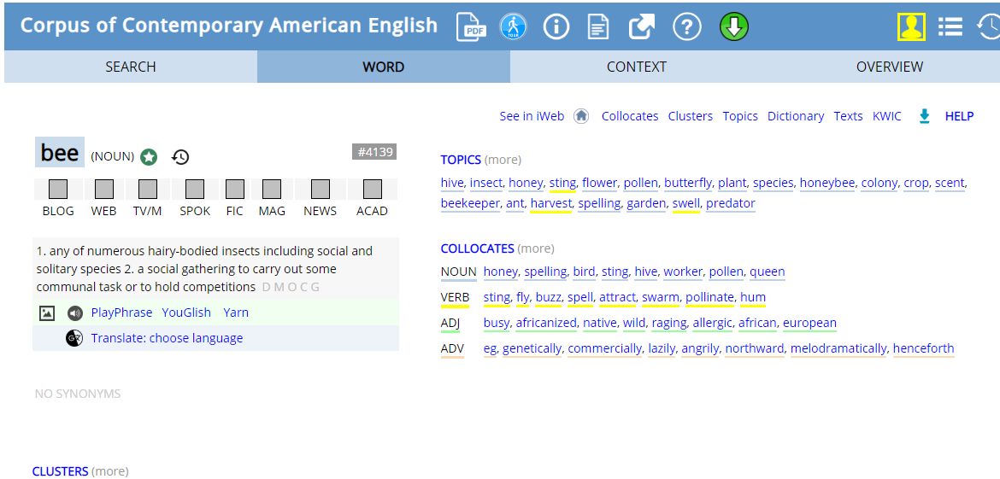 Corpus of Contemporary American English PDF TOUR
SEARCH WORD CONTEXT OVERVIEW
See in iWeb Collocates Clusters Topics Dictionary Texts KWIC HELP
bee (NOUN) #4139
BLOG WEB TV/M SPOK FIC MAG NEWS ACAD
1. any of numerous hairy-bodied insects including social and
solitary species 2. a social gathering to carry out some
communal task or to hold competitions D M O C G
PlayPhrase YouGlish Yarn
Translate: choose language
NO SYNONYMS
CLUSTERS (more)
TOPICS (more)
hive, insect, honey, sting, flower, pollen, butterfly, plant, species, honeybee, colony, crop, scent,
beekeeper, ant, harvest, spelling, garden, swell, predator
COLLOCATES (more)
NOUN honey, spelling, bird, sting, hive, worker, pollen, queen
VERB sting, fly, buzz, spell, attract, swarm, pollinate, hum
ADJ busy, africanized, native, wild, raging, allergic, african, european
ADV eg, genetically, commercially, lazily, angrily, northward, melodramatically, henceforth